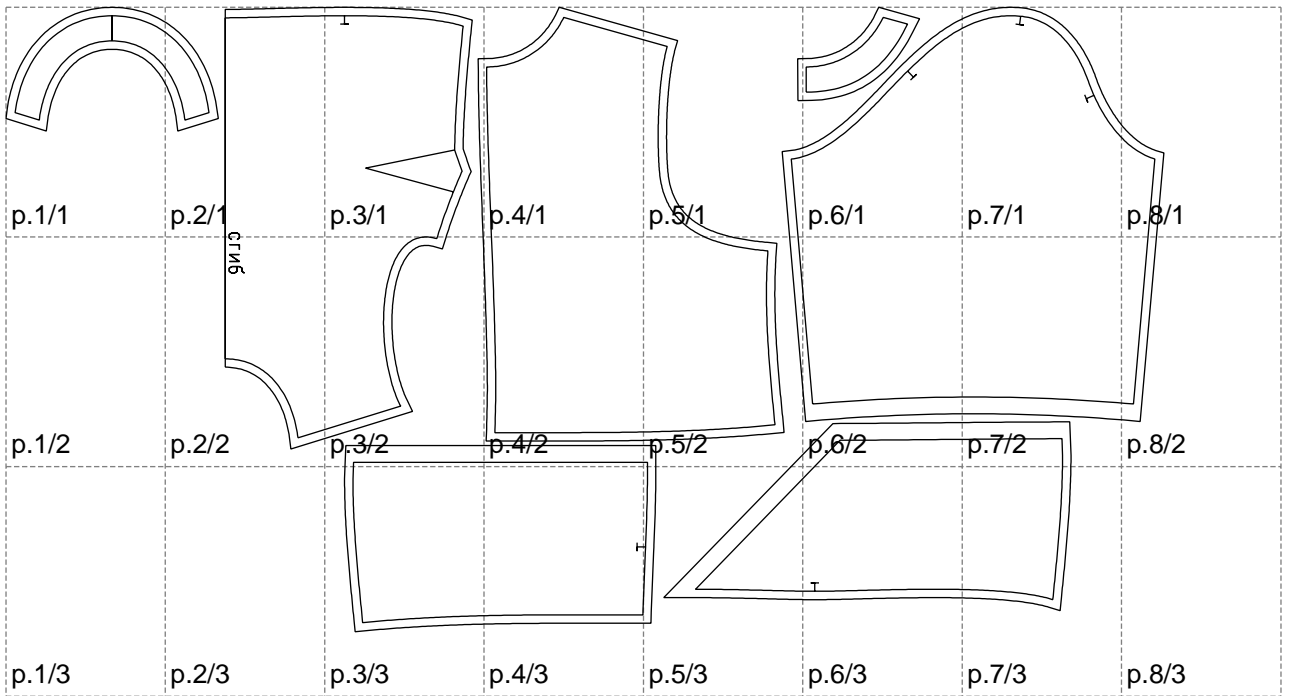 p.1/1 p.2/1 p.3/1 p.4/1 p.5/1 p.6/1 p.7/1 p.8/1
сгиб
p.1/2 p.2/2 p.3/2 p.4/2 p.5/2 p.6/2 p.7/2 p.8/2
p.1/3 p.2/3 p.3/3 p.4/3 p.5/3 p.6/3 p.7/3 p.8/3